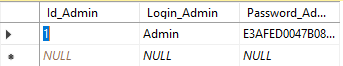 Id_Admin Login_Admin Password_Ad...
1 Admin E3AFED0047B08...
NULL NULL NULL